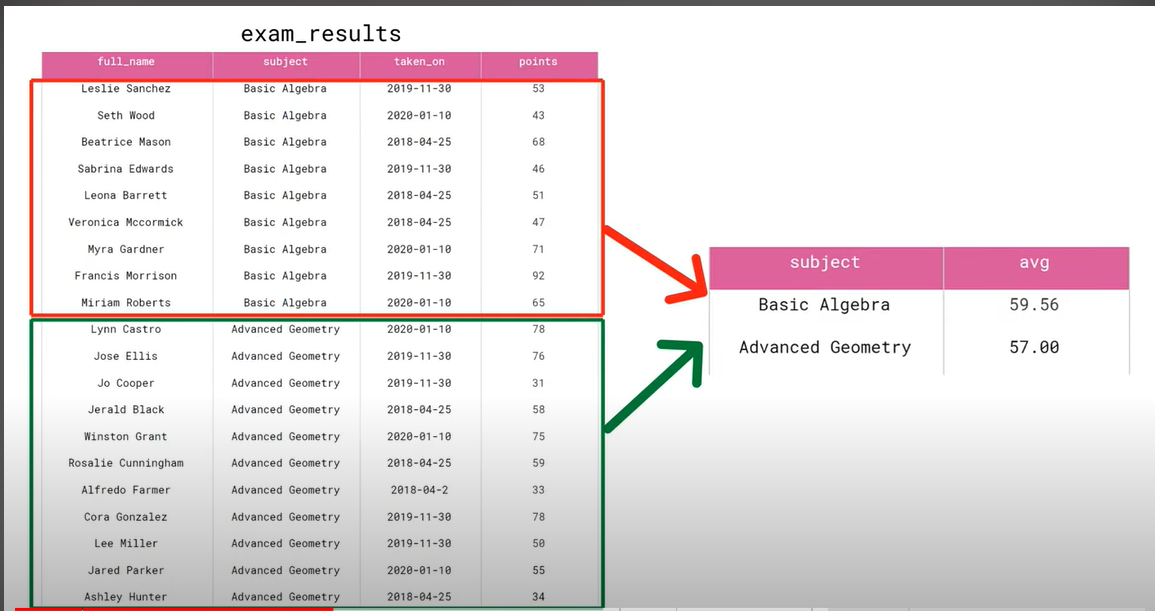 exam_results
full_name subject taken_on points
Leslie Sanchez Basic Algebra 2019-11-30 53
Seth Wood Basic Algebra 2020-01-10 43
Beatrice Mason Basic Algebra 2018-04-25 68
Sabrina Edwards Basic Algebra 2019-11-30 46
Leona Barrett Basic Algebra 2018-04-25 51
Veronica Mccormick Basic Algebra 2018-04-25 47
Myra Gardner Basic Algebra 2020-01-10 71
Francis Morrison Basic Algebra 2019-11-30 92
Miriam Roberts Basic Algebra 2020-01-10 65
Lynn Castro Advanced Geometry 2020-01-10 78
Jose Ellis Advanced Geometry 2019-11-30 76
Jo Cooper Advanced Geometry 2019-11-30 31
Jerald Black Advanced Geometry 2018-04-25 58
Winston Grant Advanced Geometry 2020-01-10 75
Rosalie Cunningham Advanced Geometry 2018-04-25 59
Alfredo Farmer Advanced Geometry 2018-04-2 33
Cora Gonzalez Advanced Geometry 2019-11-30 78
Lee Miller Advanced Geometry 2019-11-30 50
Jared Parker Advanced Geometry 2020-01-10 55
Ashley Hunter Advanced Geometry 2018-04-25 34
subject avg
Basic Algebra 59.56
Advanced Geometry 57.00